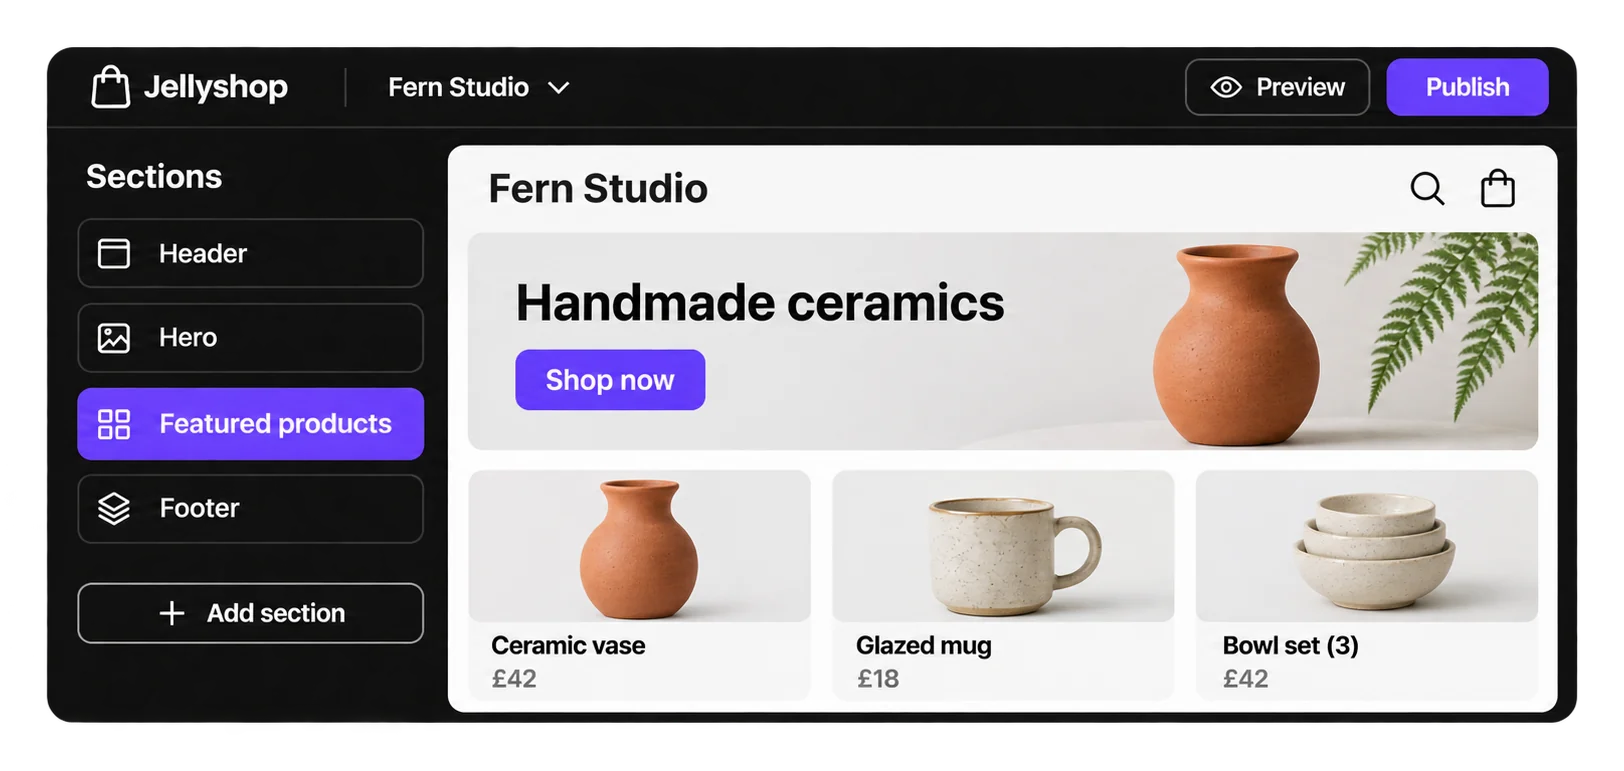 Jellyshop
Fern Studio
Preview
Publish
Sections
Header
Hero
Featured products
Footer
Add section
Fern Studio
Handmade ceramics
Shop now
Ceramic vase
£42
Glazed mug
£18
Bowl set (3)
£42